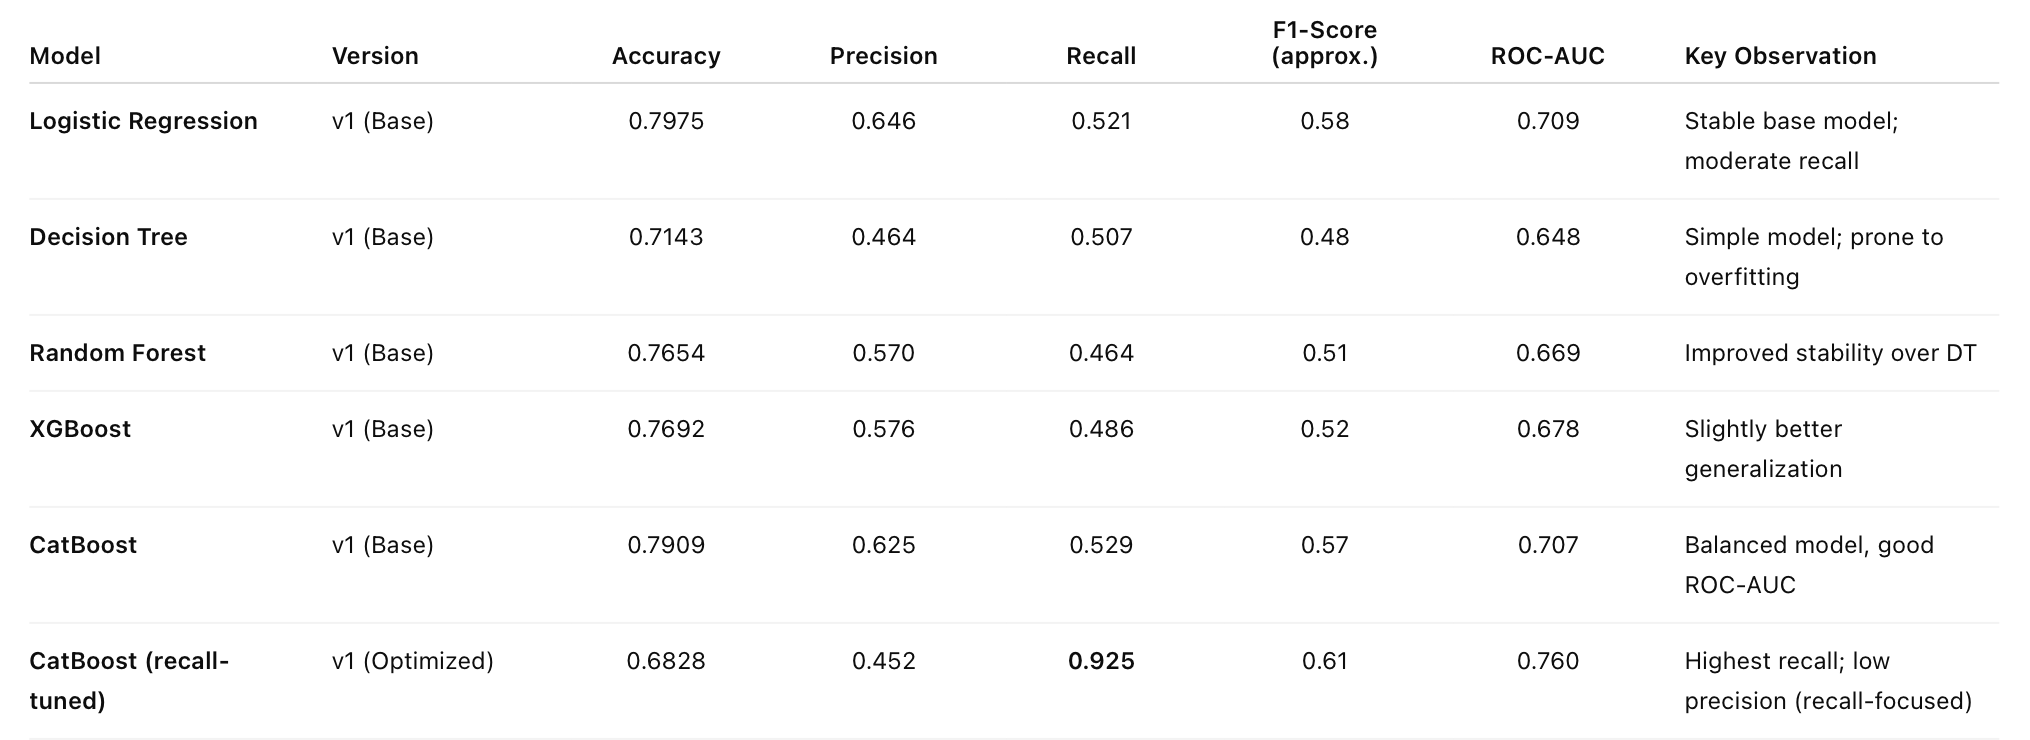 Model Version Accuracy Precision Recall F1-Score (approx.) ROC-AUC Key Observation
Logistic Regression v1 (Base) 0.7975 0.646 0.521 0.58 0.709 Stable base model;
moderate recall
Decision Tree v1 (Base) 0.7143 0.464 0.507 0.48 0.648 Simple model; prone to
overfitting
Random Forest v1 (Base) 0.7654 0.570 0.464 0.51 0.669 Improved stability over DT
XGBoost v1 (Base) 0.7692 0.576 0.486 0.52 0.678 Slightly better
generalization
CatBoost v1 (Base) 0.7909 0.625 0.529 0.57 0.707 Balanced model, good
ROC-AUC
CatBoost (recall- v1 (Optimized) 0.6828 0.452 0.925 0.61 0.760 Highest recall; low
tuned) precision (recall-focused)